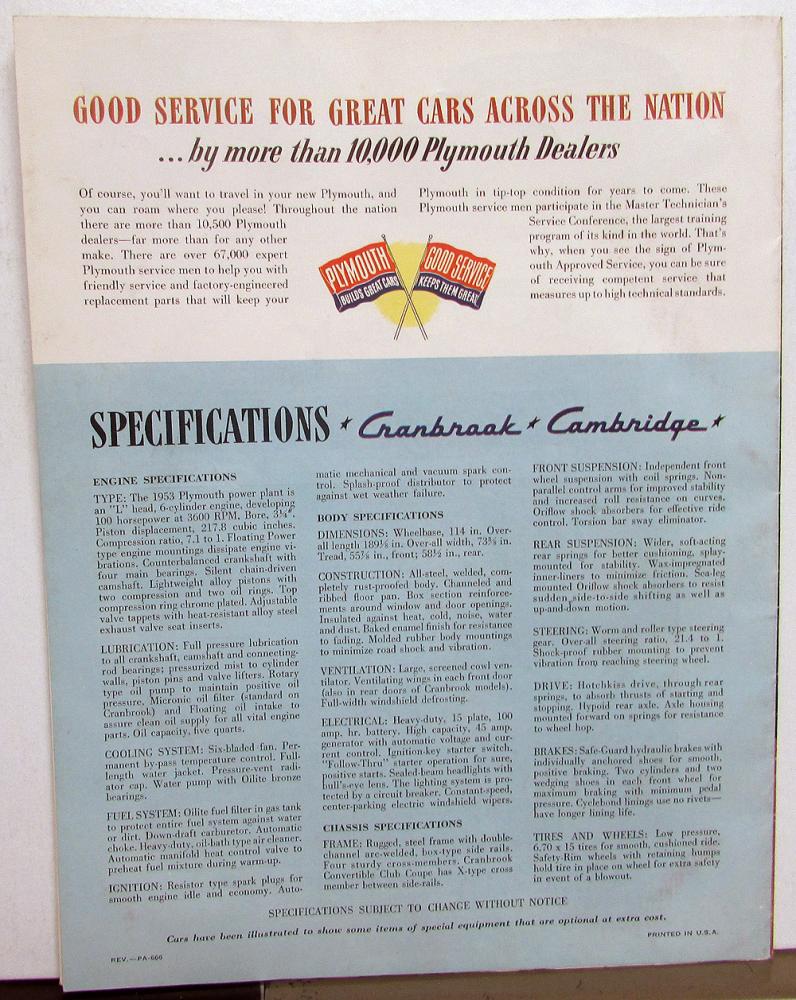 GOOD SERVICE FOR GREAT CARS ACROSS THE NATION
...by more than 10,000 Plymouth Dealers
Of course, you'll want to travel in your new Plymouth, and
you can roam where you please! Throughout the nation
there are more than 10,500 Plymouth
dealers—far more than for any other
make. There are over 67,000 expert
Plymouth service men to help you with
friendly service and factory-engineered
replacement parts that will keep your
Plymouth in tip-top condition for years to come. These
Plymouth service men participate in the Master Technician's
Service Conference, the largest training
program of its kind in the world. That's
why, when you see the sign of Plym-
outh Approved Service, you can be sure
of receiving competent service that
measures up to high technical standards.
PLYMOUTH
BUILDS GREAT CARS
GOOD SERVICE
KEEPS THEM GREAT
SPECIFICATIONS ★ Cranbrook ★ Cambridge ★
ENGINE SPECIFICATIONS
TYPE: The 1953 Plymouth power plant is
an "L" head, 6-cylinder engine, developing
100 horsepower at 3600 RPM. Bore, 3¼".
Piston displacement, 217.8 cubic inches.
Compression ratio, 7.1 to 1. Floating Power
type engine mountings dissipate engine vi-
brations. Counterbalanced crankshaft with
four main bearings. Silent chain-driven
camshaft. Lightweight alloy pistons with
two compression and two oil rings. Top
compression ring chrome plated. Adjustable
valve tappets with heat-resistant alloy steel
exhaust valve seat inserts.
LUBRICATION: Full pressure lubrication
to all crankshaft, camshaft and connecting-
rod bearings; pressurized mist to cylinder
walls, piston pins and valve lifters. Rotary
type oil pump to maintain positive oil
pressure. Micronic oil filter (standard on
Cranbrook) and Floating oil intake to
assure clean oil supply for all vital engine
parts. Oil capacity, five quarts.
COOLING SYSTEM: Six-bladed fan. Per-
manent by-pass temperature control. Full-
length water jacket. Pressure-vent radi-
ator cap. Water pump with Oilite bronze
bearings.
FUEL SYSTEM: Oilite fuel filter in gas tank
to protect entire fuel system against water
or dirt. Down-draft carburetor. Automatic
choke. Heavy-duty, oil-bath type air cleaner.
Automatic manifold heat control valve to
preheat fuel mixture during warm-up.
IGNITION: Resistor type spark plugs for
smooth engine idle and economy. Auto-
matic mechanical and vacuum spark con-
trol. Splash-proof distributor to protect
against wet weather failure.
BODY SPECIFICATIONS
DIMENSIONS: Wheelbase, 114 in. Over-
all length 189⅛ in. Over-all width, 73¾ in.
Tread, 55⅞ in., front; 58½ in., rear.
CONSTRUCTION: All-steel, welded, com-
pletely rust-proofed body. Channeled and
ribbed floor pan. Box section reinforce-
ments around window and door openings.
Insulated against heat, cold, noise, water
and dust. Baked enamel finish for resistance
to fading. Molded rubber body mountings
to minimize road shock and vibration.
VENTILATION: Large, screened cowl ven-
tilator. Ventilating wings in each front door
(also in rear doors of Cranbrook models).
Full-width windshield defrosting.
ELECTRICAL: Heavy-duty, 15 plate, 100
amp. hr. battery. High capacity, 45 amp.
generator with automatic voltage and cur-
rent control. Ignition-key starter switch.
"Follow-Thru" starter operation for sure,
positive starts. Sealed-beam headlights with
bull's-eye lens. The lighting system is pro-
tected by a circuit breaker. Constant-speed,
center-parking electric windshield wipers.
CHASSIS SPECIFICATIONS
FRAME: Rugged, steel frame with double-
channel arc-welded, box-type side rails.
Four sturdy cross-members. Cranbrook
Convertible Club Coupe has X-type cross
member between side-rails.
FRONT SUSPENSION: Independent front
wheel suspension with coil springs. Non-
parallel control arms for improved stability
and increased roll resistance on curves.
Oriflow shock absorbers for effective ride
control. Torsion bar sway eliminator.
REAR SUSPENSION: Wider, soft-acting
rear springs for better cushioning, splay-
mounted for stability. Wax-impregnated
inner-liners to minimize friction. Sea-leg
mounted Oriflow shock absorbers to resist
sudden side-to-side shifting as well as
up-and-down motion.
STEERING: Worm and roller type steering
gear. Over-all steering ratio, 21.4 to 1.
Shock-proof rubber mounting to prevent
vibration from reaching steering wheel.
DRIVE: Hotchkiss drive, through rear
springs, to absorb thrusts of starting and
stopping. Hypoid rear axle. Axle housing
mounted forward on springs for resistance
to wheel hop.
BRAKES: Safe-Guard hydraulic brakes with
individually anchored shoes for smooth,
positive braking. Two cylinders and two
wedging shoes in each front wheel for
maximum braking with minimum pedal
pressure. Cyclebond linings use no rivets—
have longer lining life.
TIRES AND WHEELS: Low pressure,
6.70 x 15 tires for smooth, cushioned ride.
Safety-Rim wheels with retaining humps
hold tire in place on wheel for extra safety
in event of a blowout.
SPECIFICATIONS SUBJECT TO CHANGE WITHOUT NOTICE
Cars have been illustrated to show some items of special equipment that are optional at extra cost.
REV.—PA-666
PRINTED IN U.S.A.